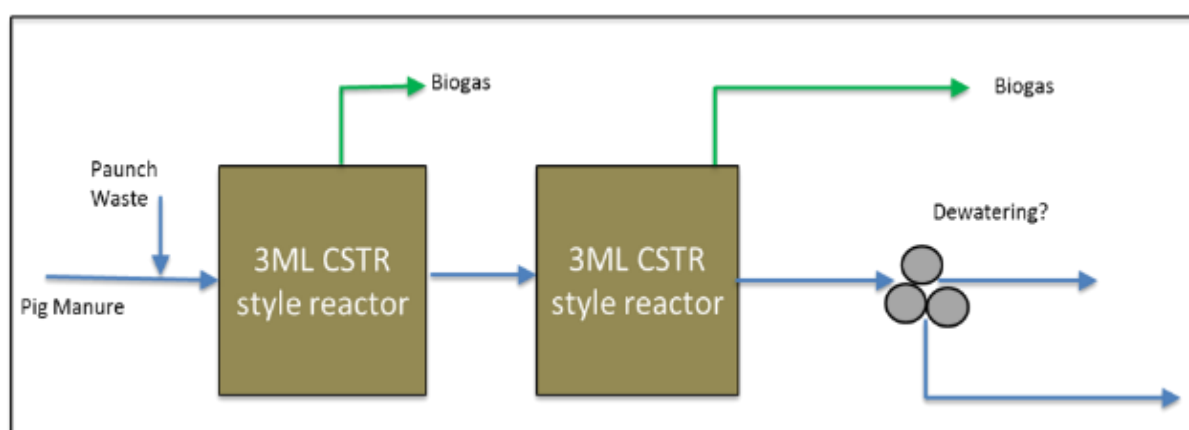 Biogas
Biogas
Paunch
Waste
Dewatering?
3ML CSTR
style reactor
3ML CSTR
style reactor
Pig Manure